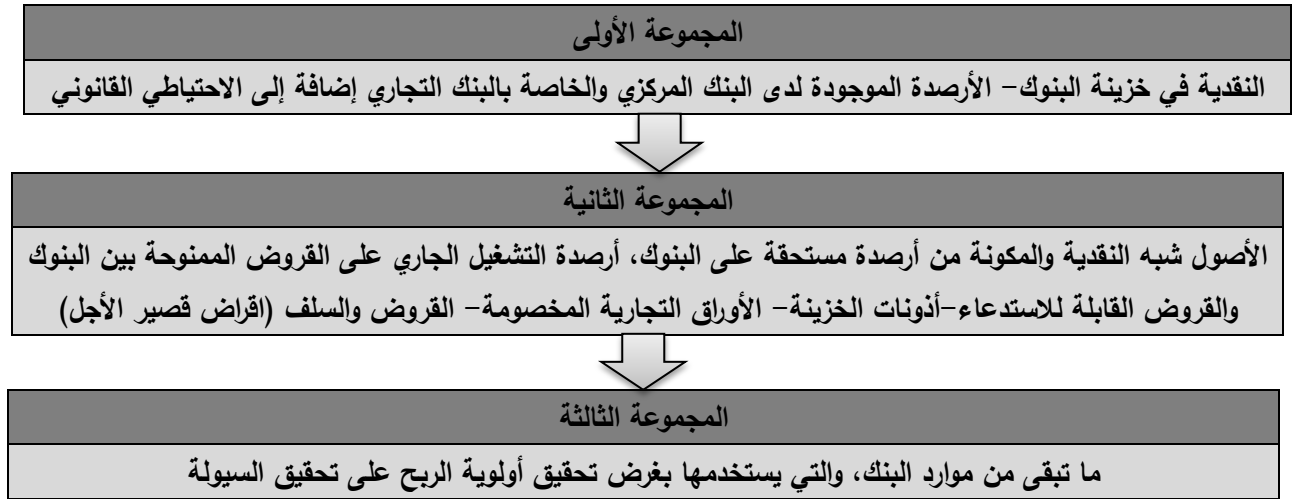 المجموعة الأولى
النقدية في خزينة البنوك- الأرصدة الموجودة لدى البنك المركزي والخاصة بالبنك التجاري إضافة إلى الاحتياطي القانوني
المجموعة الثانية
الأصول شبه النقدية والمكونة من أرصدة مستحقة على البنوك، أرصدة التشغيل الجاري على القروض الممنوحة بين البنوك
والقروض القابلة للاستدعاء-أذونات الخزينة- الأوراق التجارية المخصومة- القروض والسلف (اقراض قصير الأجل)
المجموعة الثالثة
ما تبقى من موارد البنك، والتي يستخدمها بغرض تحقيق أولوية الربح على تحقيق السيولة